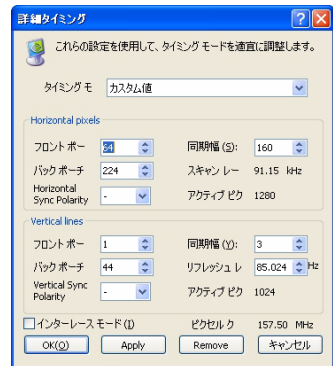 詳細タイミング
これらの設定を使用して、タイミング モードを適宜に調整します。
タイミング モ カスタム値
Horizontal pixels
フロント ポー 64 同期幅 (S): 160
バック ポーチ 224 スキャン レー 91.15 kHz
Horizontal
Sync Polarity - アクティブ ピク 1280
Vertical lines
フロント ポー 1 同期幅 (Y): 3
バック ポーチ 44 リフレッシュ レ 85.024 Hz
Vertical Sync
Polarity - アクティブ ピク 1024
インターレース モード (I) ピクセル ク 157.50 MHz
OK(O) Apply Remove キャンセル